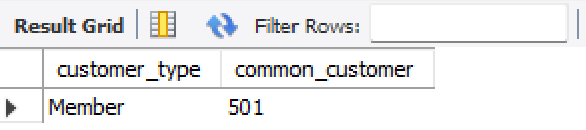 Result Grid Filter Rows:
customer_type common_customer
Member 501